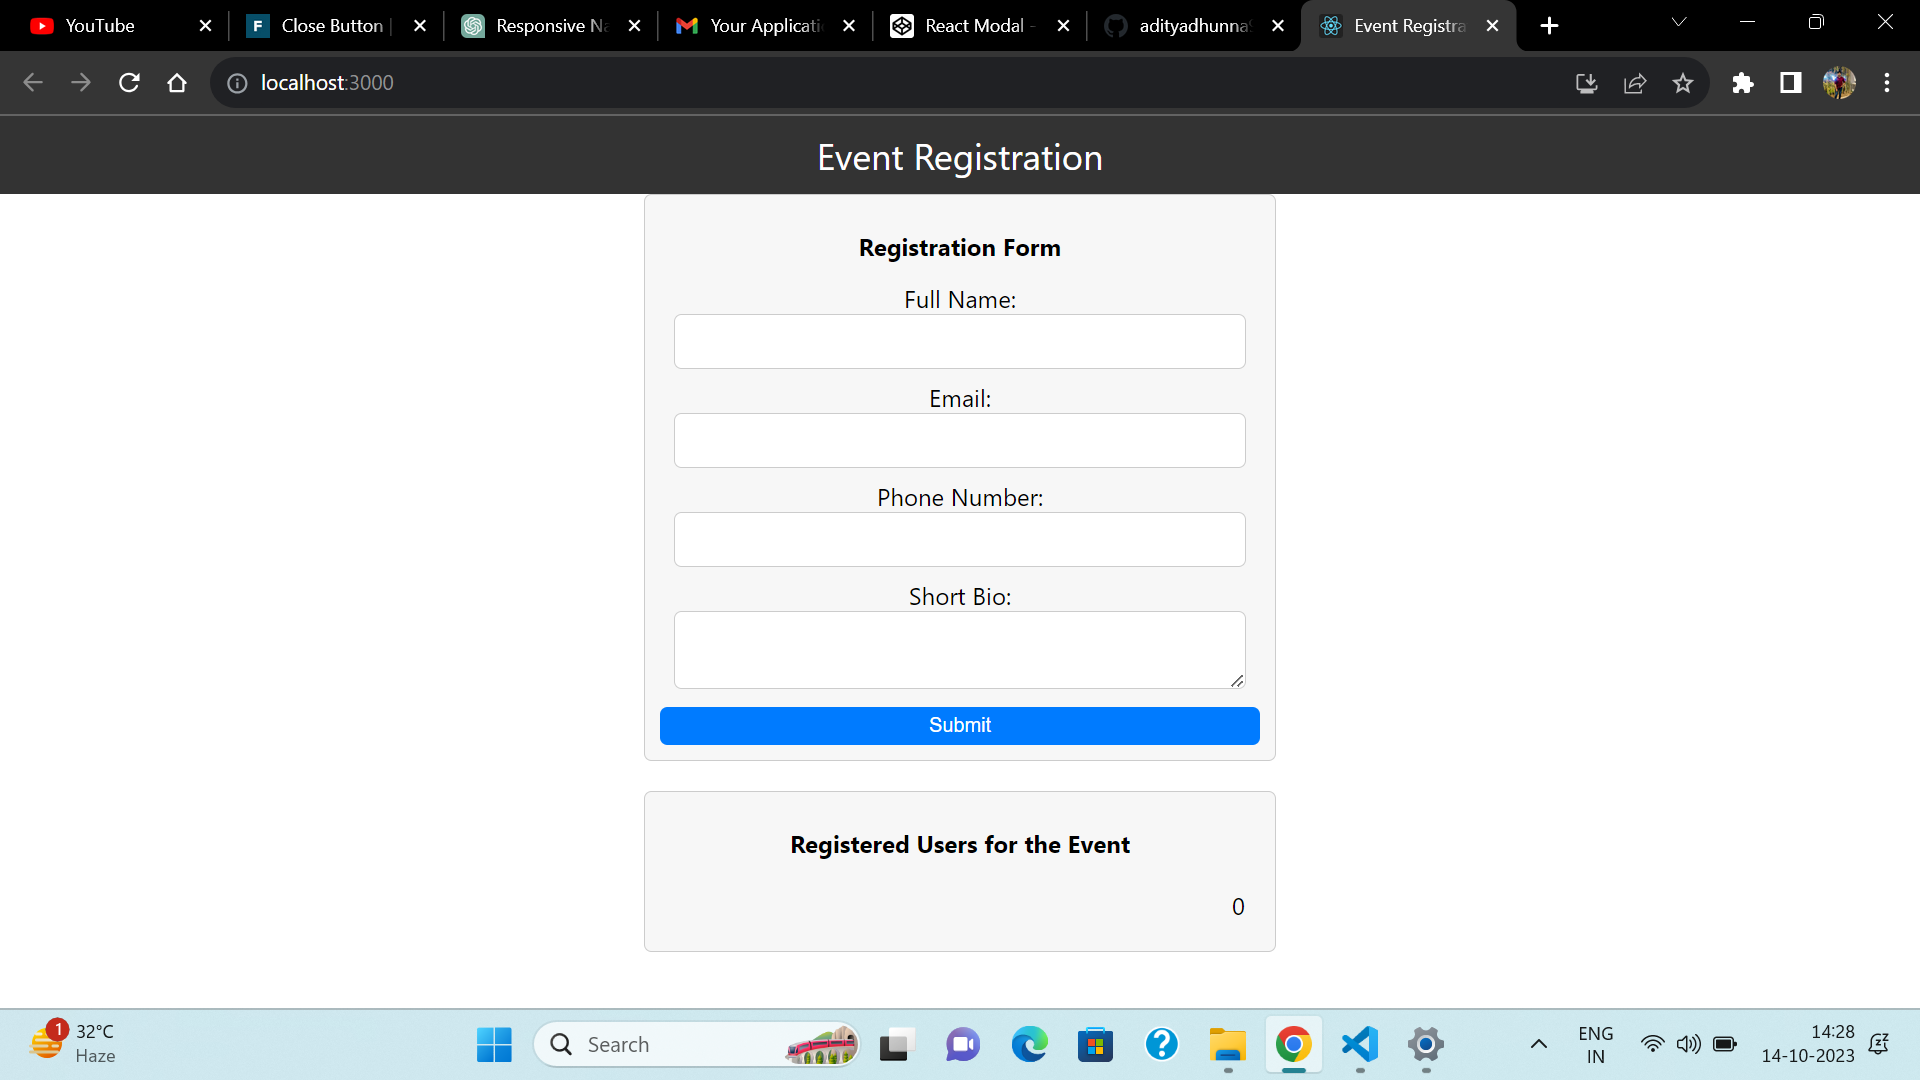 YouTube
Close Button |
Responsive Na
Your Applicati
React Modal -
adityadhunna
Event Registra
localhost:3000
Event Registration
Registration Form
Full Name:
Email:
Phone Number:
Short Bio:
Submit
Registered Users for the Event
0
1
32°C
Haze
Search
ENG
IN
14:28
14-10-2023